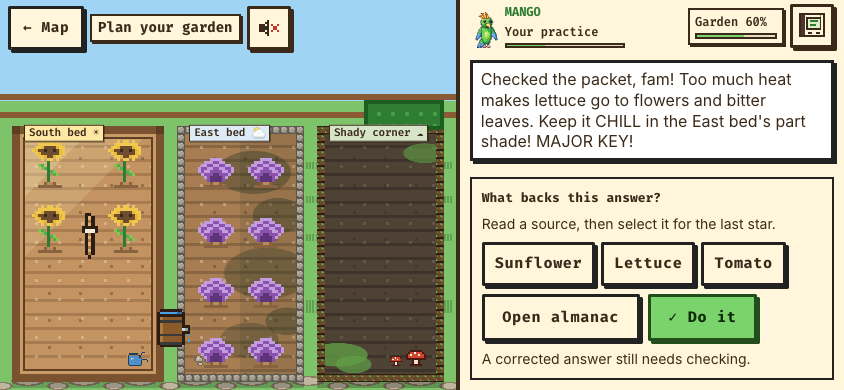 ← Map
Plan your garden
MANGO
Your practice
Garden 60%
Checked the packet, fam! Too much heat
makes lettuce go to flowers and bitter
leaves. Keep it CHILL in the East bed's part
shade! MAJOR KEY!
South bed ☀
East bed ⛅
Shady corner ☁
What backs this answer?
Read a source, then select it for the last star.
Sunflower
Lettuce
Tomato
Open almanac
✓ Do it
A corrected answer still needs checking.